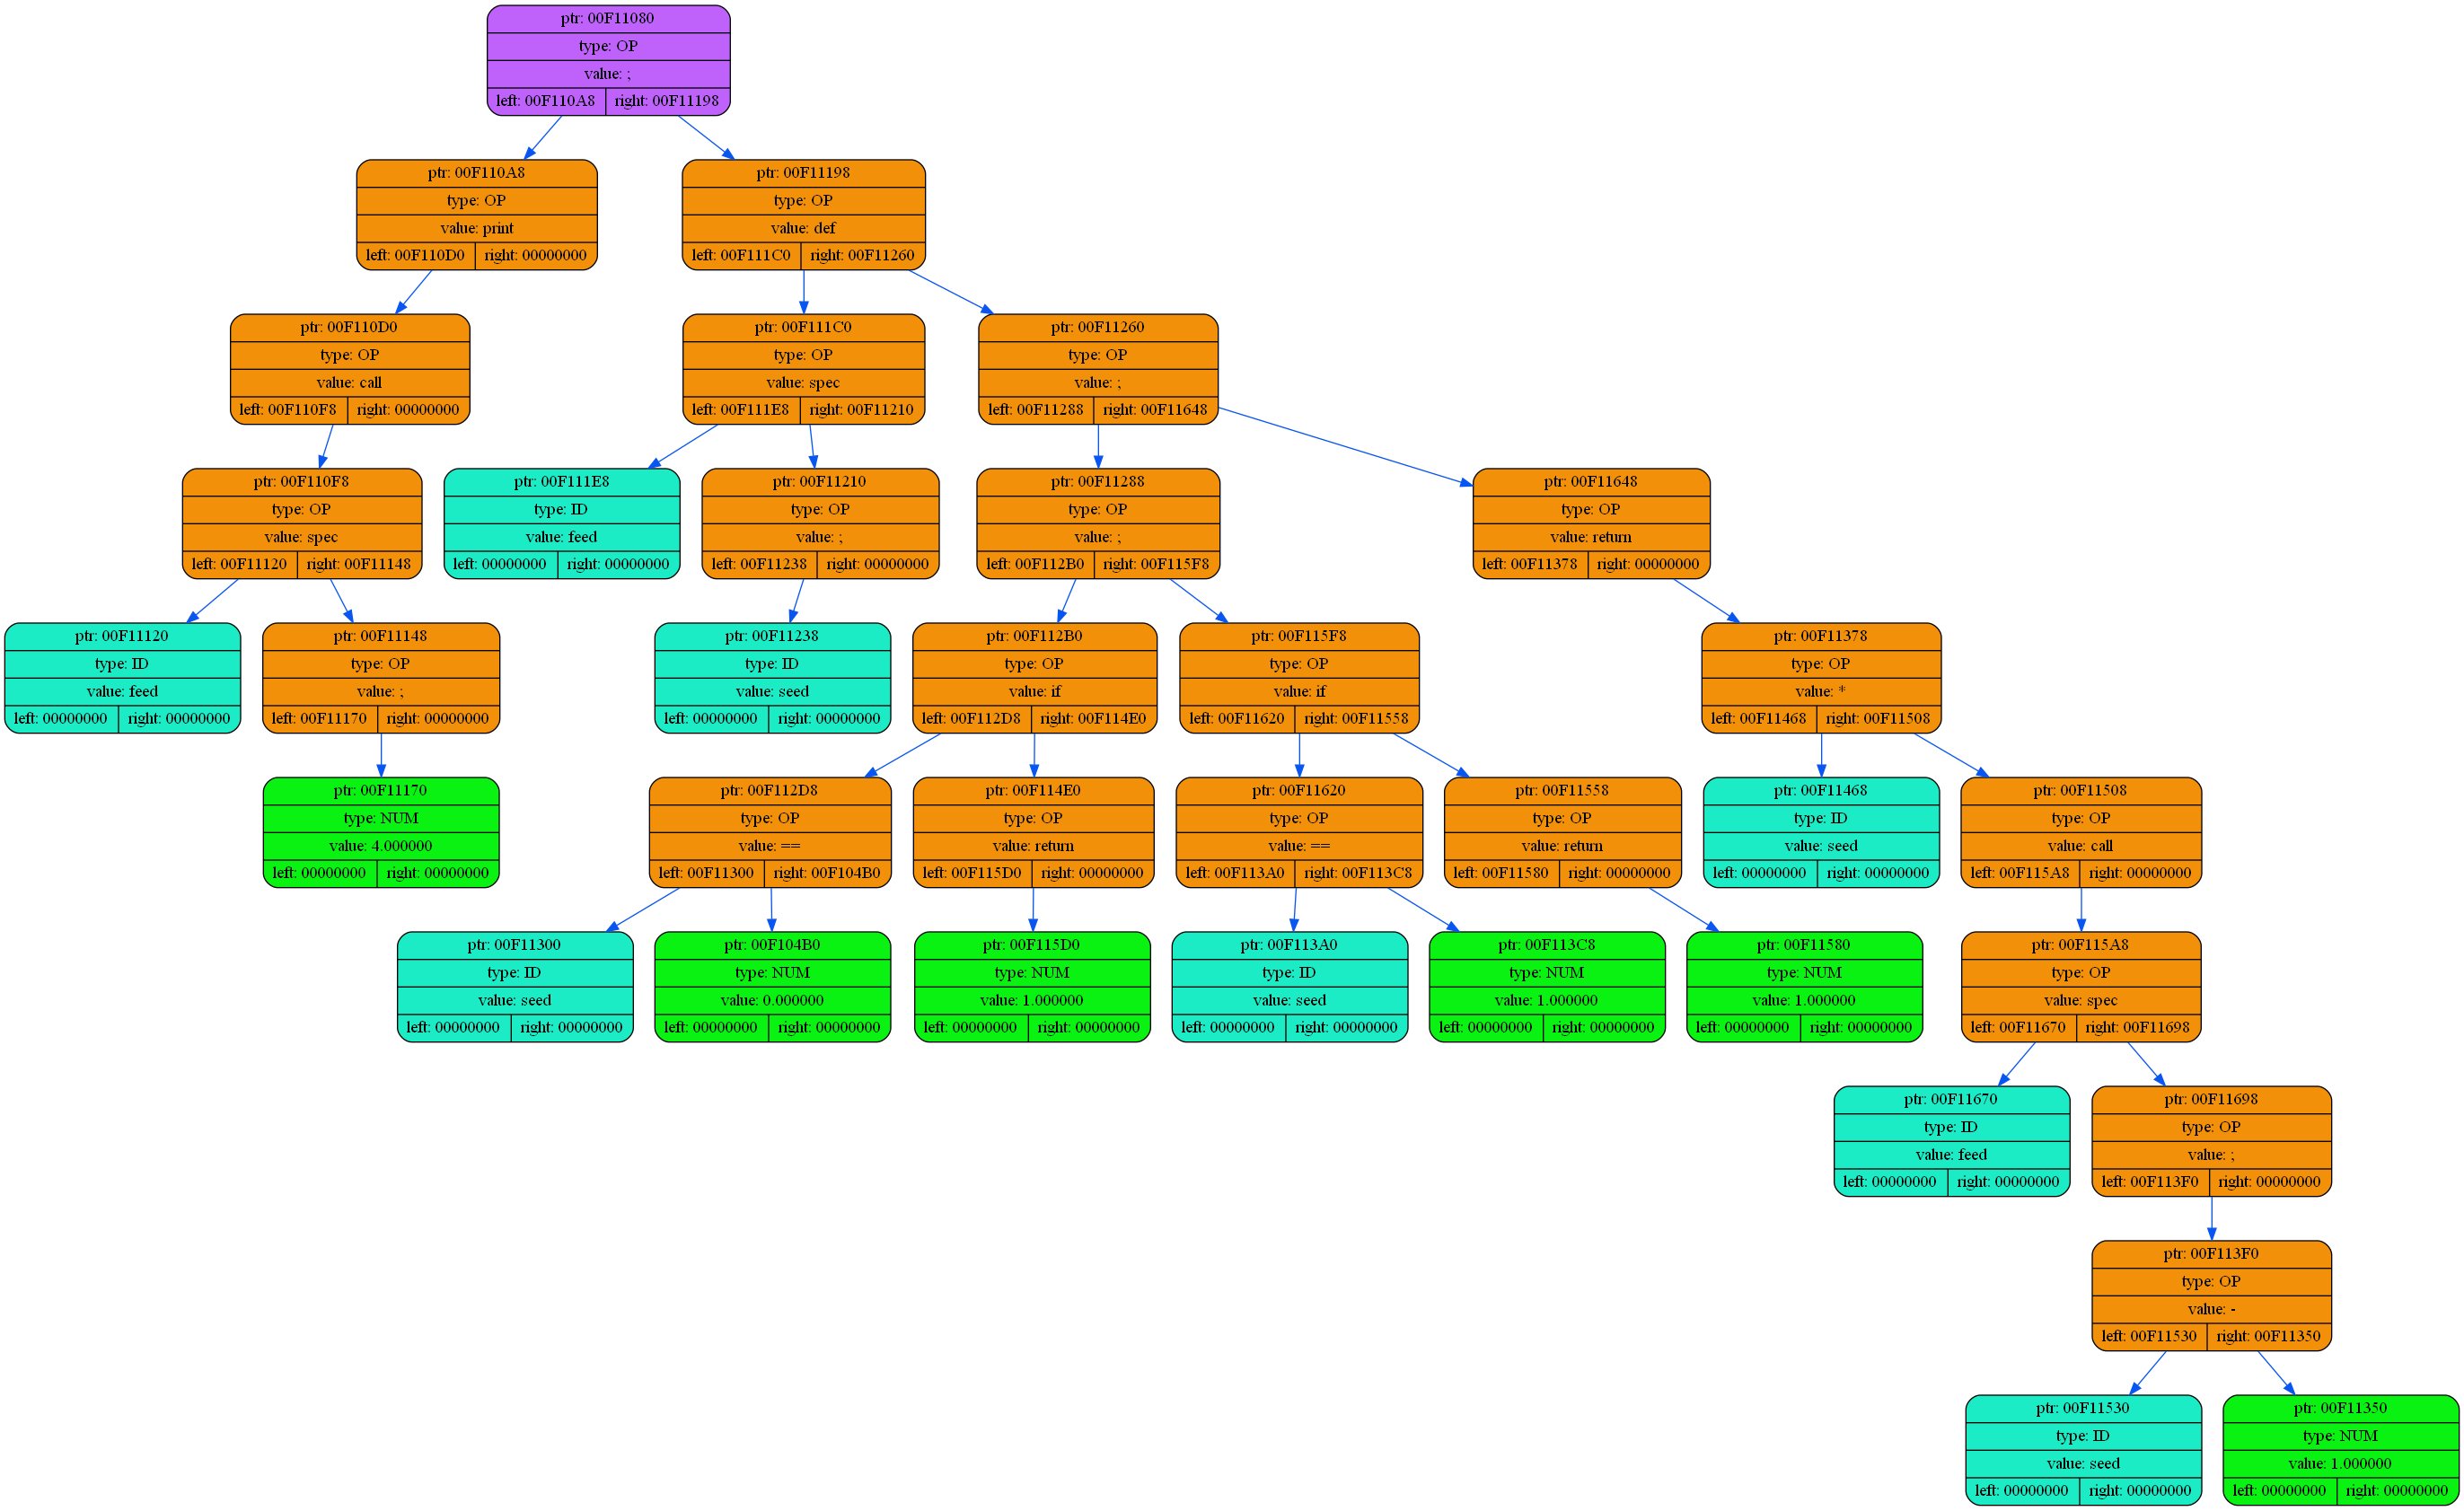 ptr: 00F11080
type: OP
value: ;
left: 00F110A8 right: 00F11198
ptr: 00F110A8
type: OP
value: print
left: 00F110D0 right: 00000000
ptr: 00F11198
type: OP
value: def
left: 00F111C0 right: 00F11260
ptr: 00F110D0
type: OP
value: call
left: 00F110F8 right: 00000000
ptr: 00F111C0
type: OP
value: spec
left: 00F111E8 right: 00F11210
ptr: 00F11260
type: OP
value: ;
left: 00F11288 right: 00F11648
ptr: 00F110F8
type: OP
value: spec
left: 00F11120 right: 00F11148
ptr: 00F111E8
type: ID
value: feed
left: 00000000 right: 00000000
ptr: 00F11210
type: OP
value: ;
left: 00F11238 right: 00000000
ptr: 00F11288
type: OP
value: ;
left: 00F112B0 right: 00F115F8
ptr: 00F11648
type: OP
value: return
left: 00F11378 right: 00000000
ptr: 00F11120
type: ID
value: feed
left: 00000000 right: 00000000
ptr: 00F11148
type: OP
value: ;
left: 00F11170 right: 00000000
ptr: 00F11238
type: ID
value: seed
left: 00000000 right: 00000000
ptr: 00F112B0
type: OP
value: if
left: 00F112D8 right: 00F114E0
ptr: 00F115F8
type: OP
value: if
left: 00F11620 right: 00F11558
ptr: 00F11378
type: OP
value: *
left: 00F11468 right: 00F11508
ptr: 00F11170
type: NUM
value: 4.000000
left: 00000000 right: 00000000
ptr: 00F112D8
type: OP
value: ==
left: 00F11300 right: 00F104B0
ptr: 00F114E0
type: OP
value: return
left: 00F115D0 right: 00000000
ptr: 00F11620
type: OP
value: ==
left: 00F113A0 right: 00F113C8
ptr: 00F11558
type: OP
value: return
left: 00F11580 right: 00000000
ptr: 00F11468
type: ID
value: seed
left: 00000000 right: 00000000
ptr: 00F11508
type: OP
value: call
left: 00F115A8 right: 00000000
ptr: 00F11300
type: ID
value: seed
left: 00000000 right: 00000000
ptr: 00F104B0
type: NUM
value: 0.000000
left: 00000000 right: 00000000
ptr: 00F115D0
type: NUM
value: 1.000000
left: 00000000 right: 00000000
ptr: 00F113A0
type: ID
value: seed
left: 00000000 right: 00000000
ptr: 00F113C8
type: NUM
value: 1.000000
left: 00000000 right: 00000000
ptr: 00F11580
type: NUM
value: 1.000000
left: 00000000 right: 00000000
ptr: 00F115A8
type: OP
value: spec
left: 00F11670 right: 00F11698
ptr: 00F11670
type: ID
value: feed
left: 00000000 right: 00000000
ptr: 00F11698
type: OP
value: ;
left: 00F113F0 right: 00000000
ptr: 00F113F0
type: OP
value: -
left: 00F11530 right: 00F11350
ptr: 00F11530
type: ID
value: seed
left: 00000000 right: 00000000
ptr: 00F11350
type: NUM
value: 1.000000
left: 00000000 right: 00000000